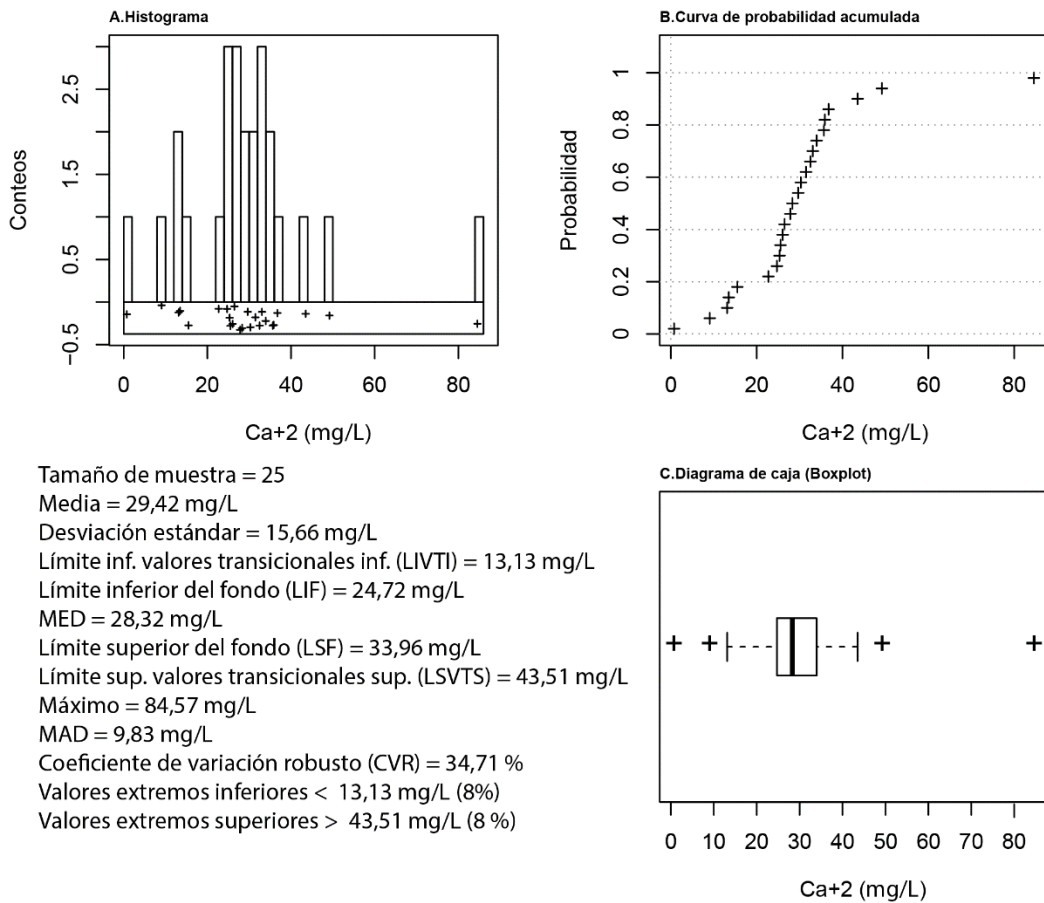 A.Histograma
Conteos
2.5
1.5
0.5
−0.5
0 20 40 60 80
Ca+2 (mg/L)
B.Curva de probabilidad acumulada
Probabilidad
1
0.8
0.6
0.4
0.2
0
0 20 40 60 80
Ca+2 (mg/L)
Tamaño de muestra = 25
Media = 29,42 mg/L
Desviación estándar = 15,66 mg/L
Límite inf. valores transicionales inf. (LIVTI) = 13,13 mg/L
Límite inferior del fondo (LIF) = 24,72 mg/L
MED = 28,32 mg/L
Límite superior del fondo (LSF) = 33,96 mg/L
Límite sup. valores transicionales sup. (LSVTS) = 43,51 mg/L
Máximo = 84,57 mg/L
MAD = 9,83 mg/L
Coeficiente de variación robusto (CVR) = 34,71 %
Valores extremos inferiores < 13,13 mg/L (8%)
Valores extremos superiores > 43,51 mg/L (8 %)
C.Diagrama de caja (Boxplot)
0 10 20 30 40 50 60 70 80
Ca+2 (mg/L)